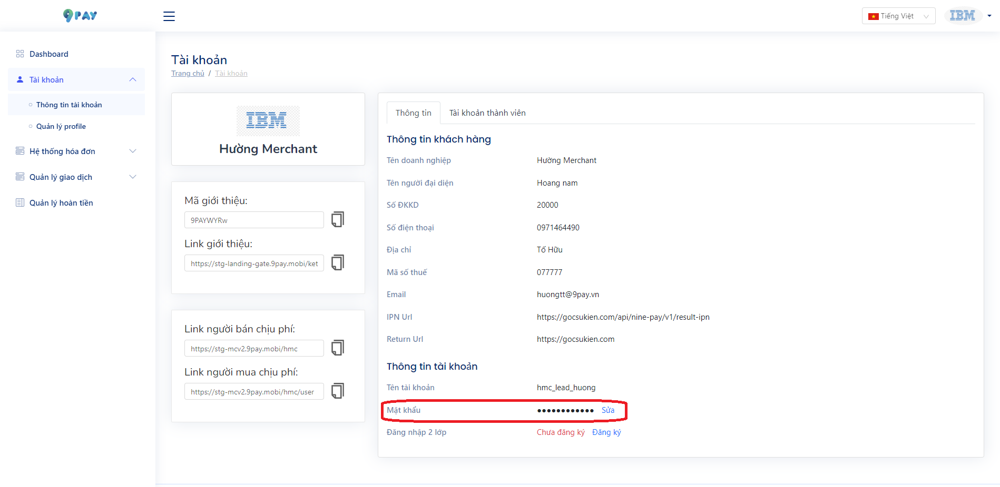 9PAY
Tiếng Việt
IBM
Dashboard
Tài khoản
Thông tin tài khoản
Quản lý profile
Hệ thống hóa đơn
Quản lý giao dịch
Quản lý hoàn tiền
Tài khoản
Trang chủ / Tài khoản
IBM
Hường Merchant
Mã giới thiệu:
9PAYWYRw
Link giới thiệu:
https://stg-landing-gate.9pay.mobi/ket
Link người bán chịu phí:
https://stg-mcv2.9pay.mobi/hmc
Link người mua chịu phí:
https://stg-mcv2.9pay.mobi/hmc/user
Thông tin Tài khoản thành viên
Thông tin khách hàng
Tên doanh nghiệp Hường Merchant
Tên người đại diện Hoang nam
Số ĐKKD 20000
Số điện thoại 0971464490
Địa chỉ Tố Hữu
Mã số thuế 077777
Email huongtt@9pay.vn
IPN Url https://gocsukien.com/api/nine-pay/v1/result-ipn
Return Url https://gocsukien.com
Thông tin tài khoản
Tên tài khoản hmc_lead_huong
Mật khẩu •••••••••••• Sửa
Đăng nhập 2 lớp Chưa đăng ký Đăng ký